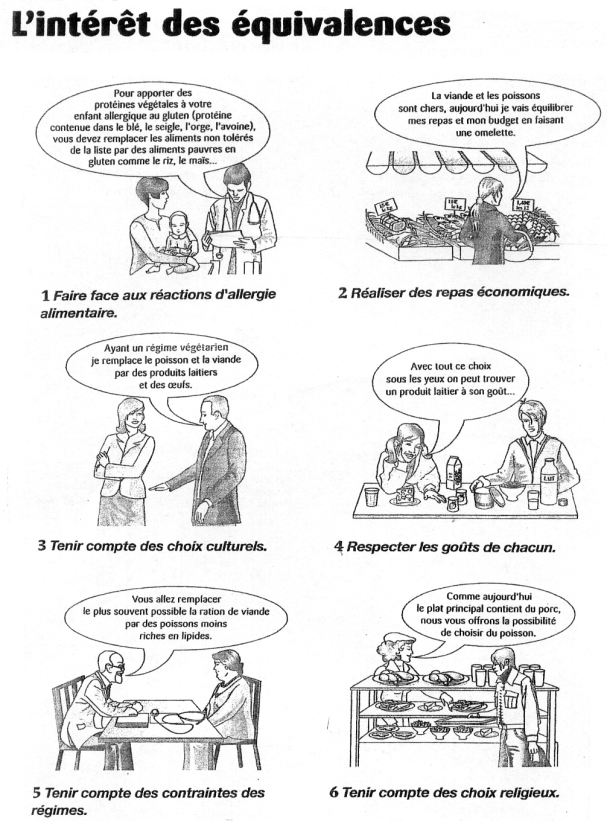 L'intérêt des équivalences
Pour apporter des
protéines végétales à votre
enfant allergique au gluten (protéine
contenue dans le blé, le seigle, l'orge, l'avoine),
vous devez remplacer les aliments non tolérés
de la liste par des aliments pauvres en
gluten comme le riz, le maïs...
1 Faire face aux réactions d'allergie
alimentaire.
La viande et les poissons
sont chers, aujourd'hui je vais équilibrer
mes repas et mon budget en faisant
une omelette.
2 Réaliser des repas économiques.
Ayant un régime végétarien
je remplace le poisson et la viande
par des produits laitiers
et des œufs.
3 Tenir compte des choix culturels.
Avec tout ce choix
sous les yeux on peut trouver
un produit laitier à son goût...
LAIT
4 Respecter les goûts de chacun.
Vous allez remplacer
le plus souvent possible la ration de viande
par des poissons moins
riches en lipides.
5 Tenir compte des contraintes des
régimes.
Comme aujourd'hui
le plat principal contient du porc,
nous vous offrons la possibilité
de choisir du poisson.
6 Tenir compte des choix religieux.